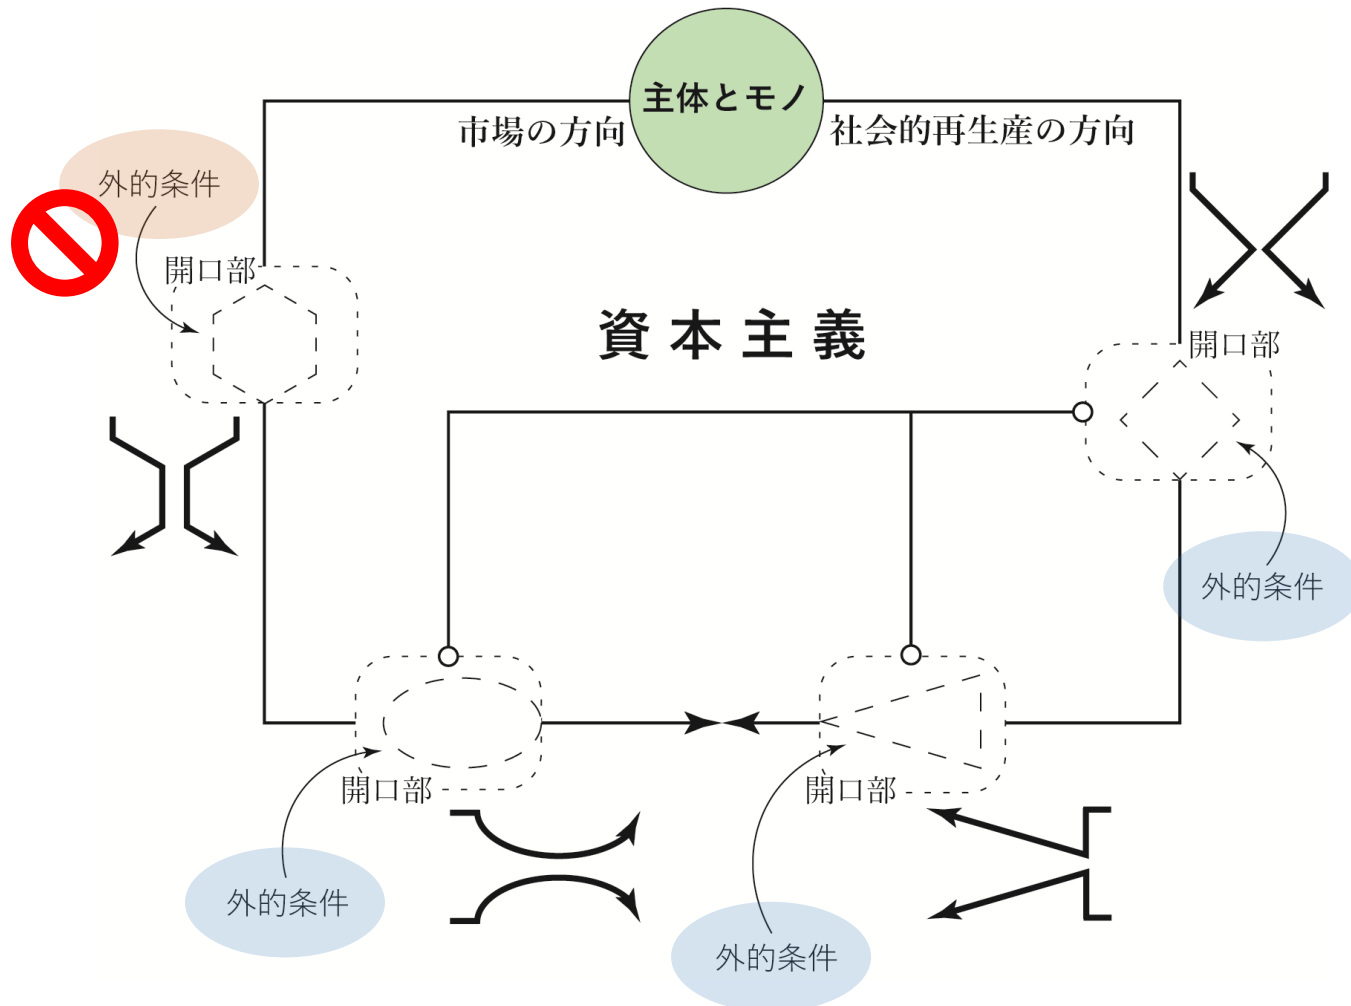 主体とモノ
市場の方向
社会的再生産の方向
外的条件
開口部
資本主義
開口部
外的条件
開口部
開口部
外的条件
外的条件